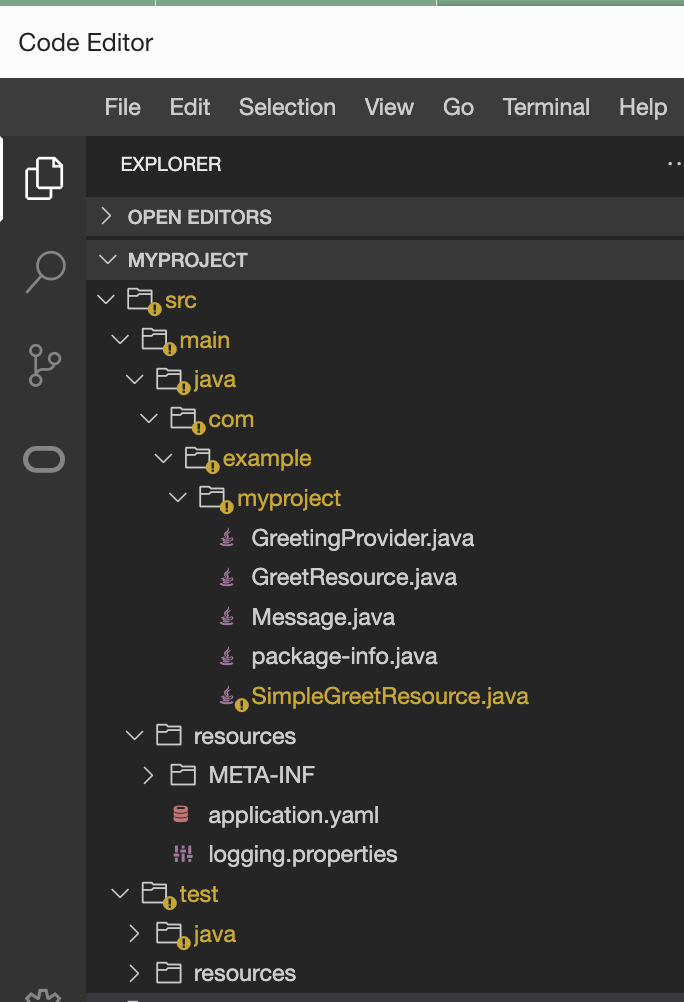 Code Editor
File Edit Selection View Go Terminal Help
EXPLORER
OPEN EDITORS
MYPROJECT
src
main
java
com
example
myproject
GreetingProvider.java
GreetResource.java
Message.java
package-info.java
SimpleGreetResource.java
resources
META-INF
application.yaml
logging.properties
test
java
resources